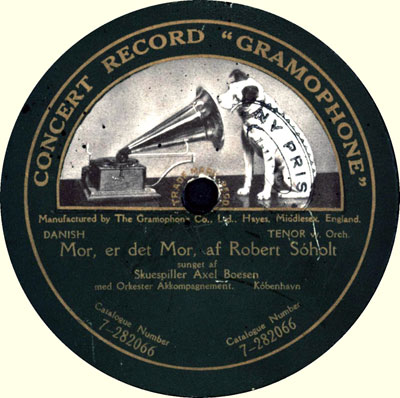 CONCERT RECORD "GRAMOPHONE"
NY PRIS
Manufactured by The Gramophone Co., Ltd., Hayes, Middlesex, England.
DANISH
TENOR w. Orch.
Mor, er det Mor, af Robert Sóholt
sunget af
Skuespiller Axel Boesen
med Orkester Akkompagnement. Köbenhavn
Catalogue Number
7-282066
Catalogue Number
7-282066